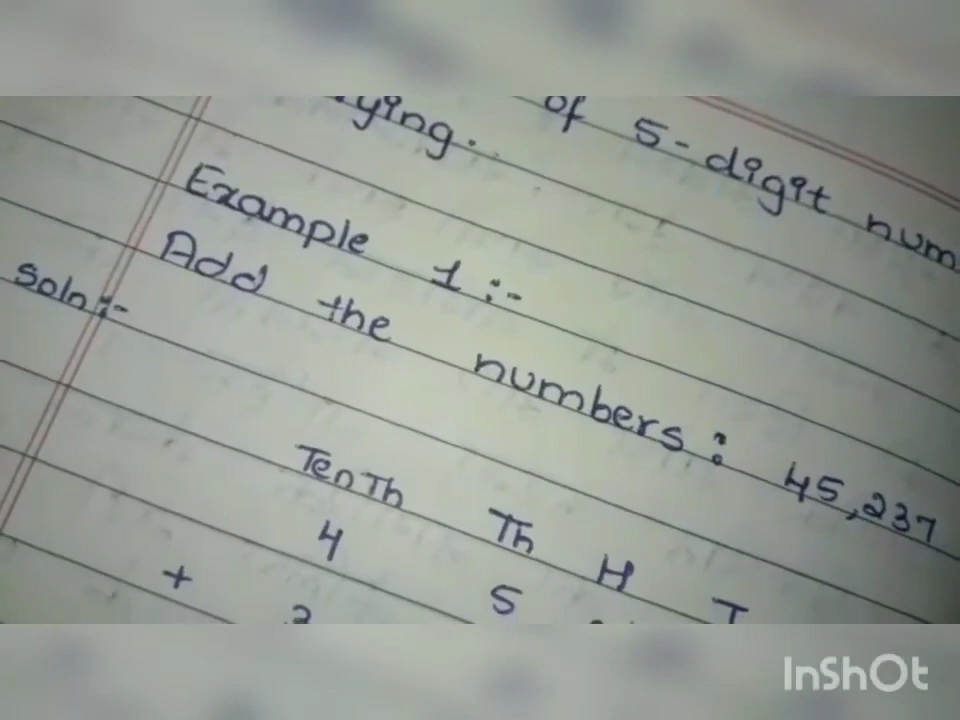 of 5-digit num
ying.
Example 1:-
Add the numbers: 45,237
Soln:-
TenTh Th H T
4 5
+
InShOt